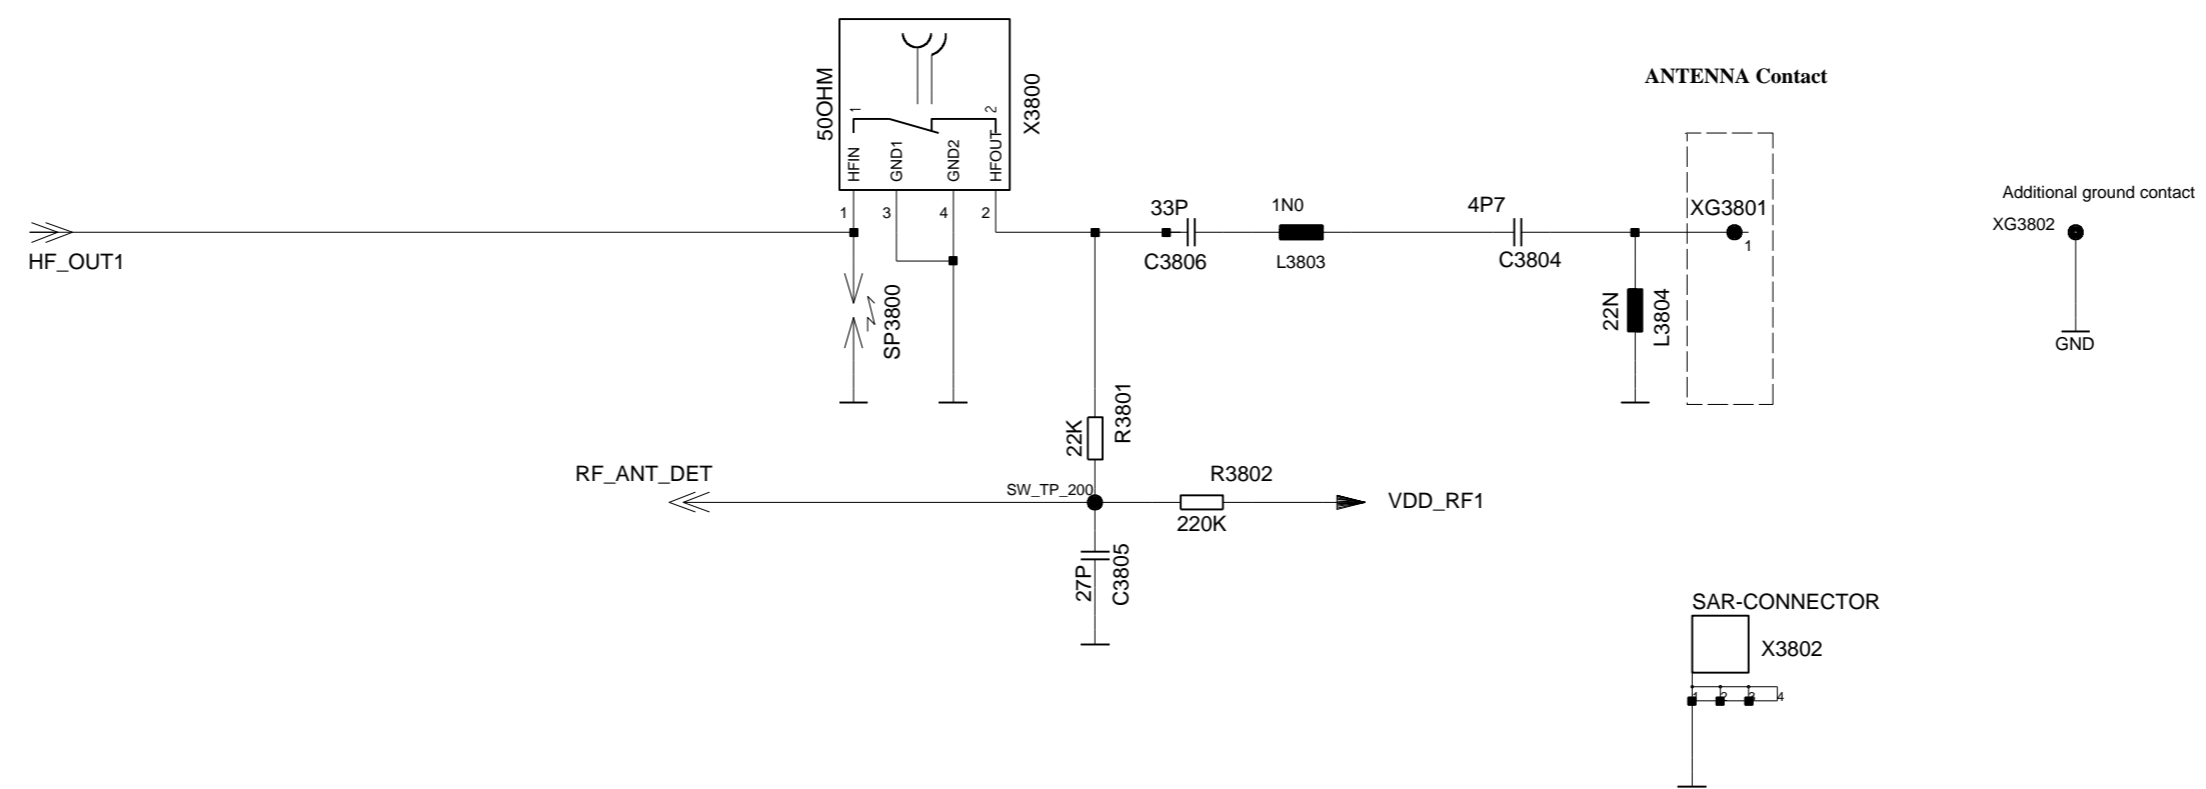 50OHM
X3800
1
2
HFIN
GND1
GND2
HFOUT
1
3
4
2
HF_OUT1
SP3800
ANTENNA Contact
33P
C3806
1N0
L3803
4P7
C3804
XG3801
1
22N
L3804
Additional ground contact
XG3802
GND
22K
R3801
RF_ANT_DET
SW_TP_200
R3802
220K
VDD_RF1
27P
C3805
SAR-CONNECTOR
X3802
1
2
3
4